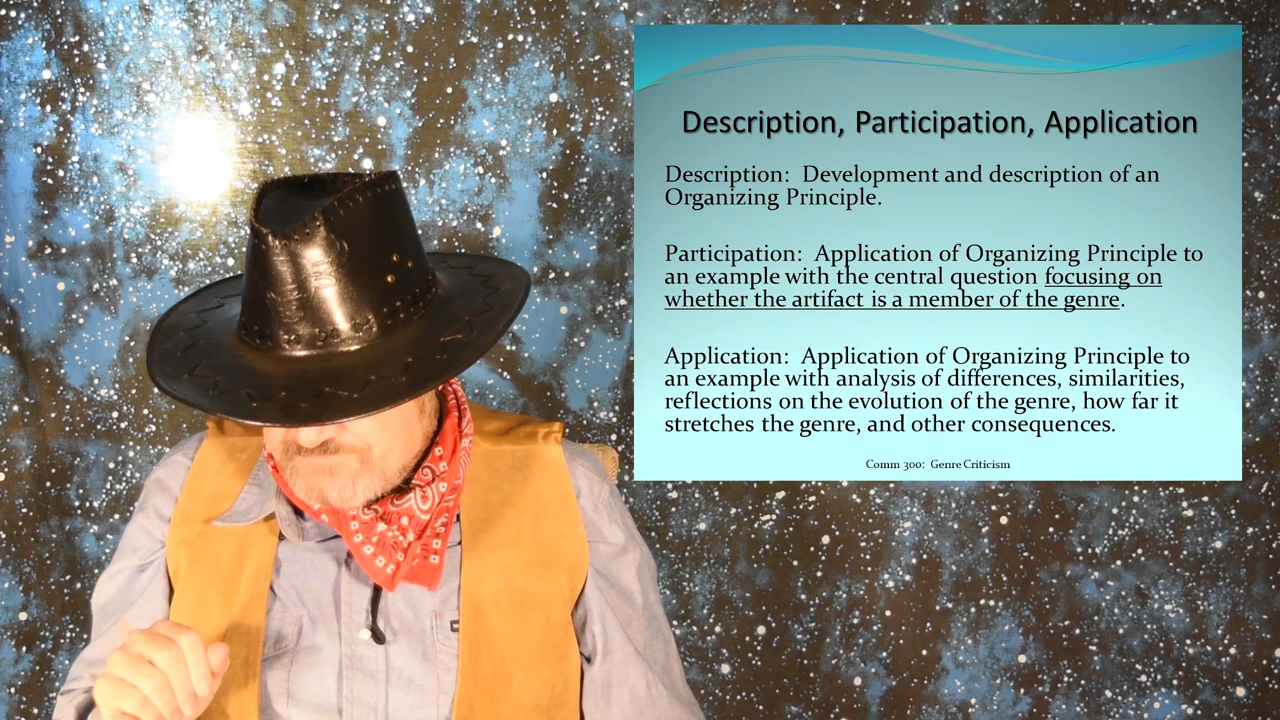 Description, Participation, Application
Description:  Development and description of an
Organizing Principle.
Participation:  Application of Organizing Principle to
an example with the central question focusing on
whether the artifact is a member of the genre.
Application:  Application of Organizing Principle to
an example with analysis of differences, similarities,
reflections on the evolution of the genre, how far it
stretches the genre, and other consequences.
Comm 300:  Genre Criticism